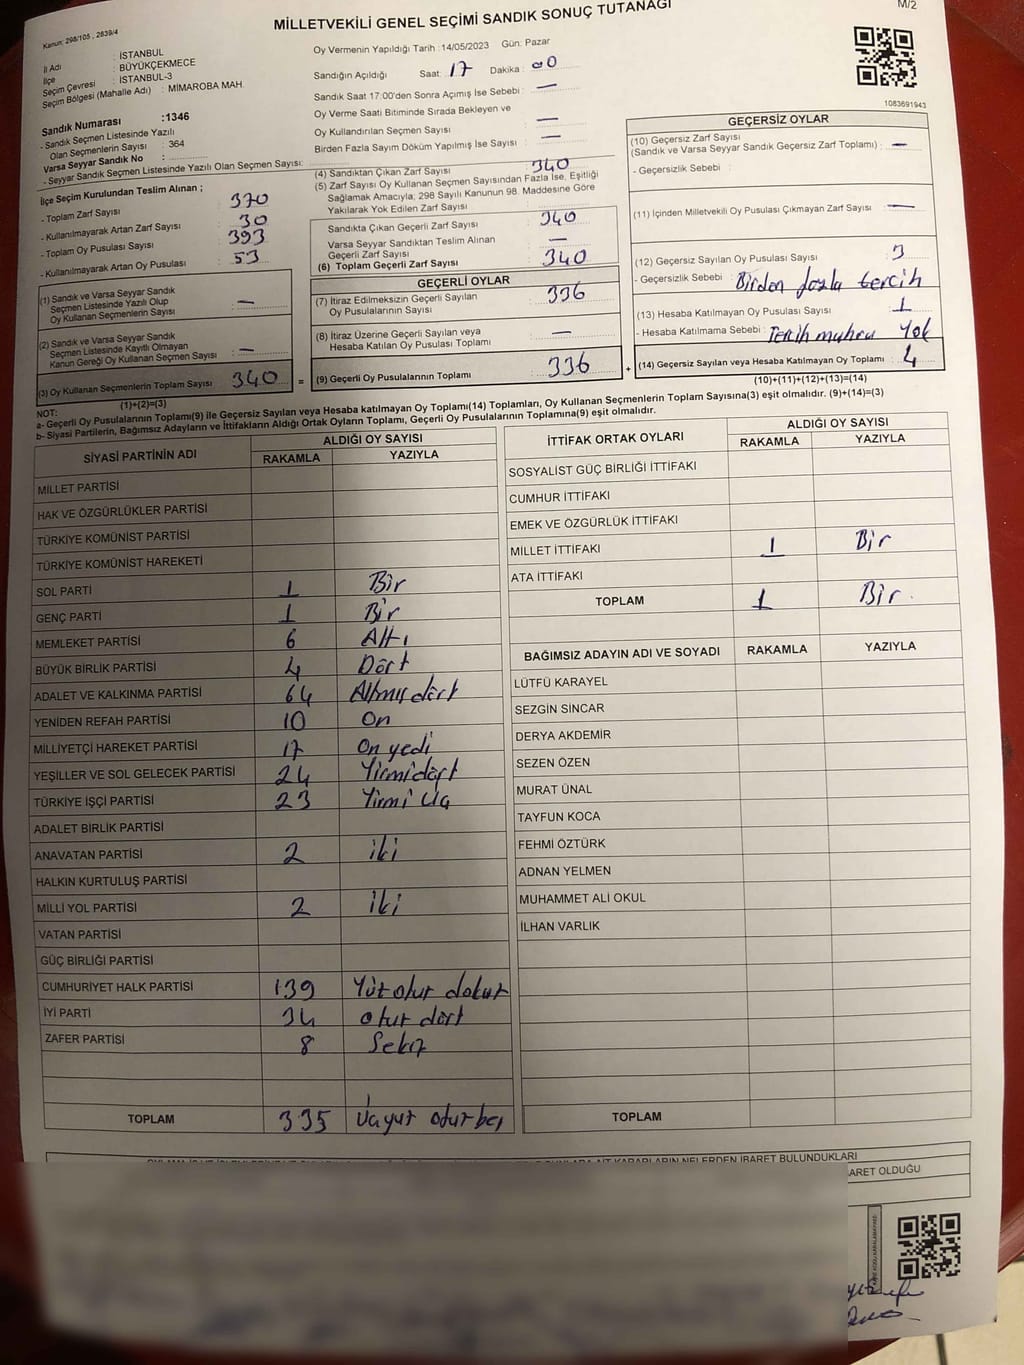 MİLLETVEKİLİ GENEL SEÇİMİ SANDIK SONUÇ TUTANAĞI
M/2
Kanun: 298/105 , 2839/4
İl Adı : İSTANBUL
İlçe : BÜYÜKÇEKMECE
Seçim Çevresi : İSTANBUL-3
Seçim Bölgesi (Mahalle Adı) : MİMAROBA MAH.
Sandık Numarası :1346
- Sandık Seçmen Listesinde Yazılı
Olan Seçmenlerin Sayısı : 364
Varsa Seyyar Sandık No :
- Seyyar Sandık Seçmen Listesinde Yazılı Olan Seçmen Sayısı:
İlçe Seçim Kurulundan Teslim Alınan ;
- Toplam Zarf Sayısı 370
- Kullanılmayarak Artan Zarf Sayısı 30
- Toplam Oy Pusulası Sayısı 393
- Kullanılmayarak Artan Oy Pusulası 53
(1) Sandık ve Varsa Seyyar Sandık
Seçmen Listesinde Yazılı Olup
Oy Kullanan Seçmenlerin Sayısı : —
(2) Sandık ve Varsa Seyyar Sandık
Seçmen Listesinde Kayıtlı Olmayan
Kanun Gereği Oy Kullanan Seçmen Sayısı : —
(3) Oy Kullanan Seçmenlerin Toplam Sayısı 340
(1)+(2)=(3)
Oy Vermenin Yapıldığı Tarih :14/05/2023 Gün: Pazar
Sandığın Açıldığı Saat: 17 Dakika : 00
Sandık Saat 17:00'den Sonra Açımış İse Sebebi : —
Oy Verme Saati Bitiminde Sırada Bekleyen ve
Oy Kullandırılan Seçmen Sayısı : —
Birden Fazla Sayım Döküm Yapılmış İse Sayısı : —
(4) Sandıktan Çıkan Zarf Sayısı 340
(5) Zarf Sayısı Oy Kullanan Seçmen Sayısından Fazla İse, Eşitliği
Sağlamak Amacıyla; 298 Sayılı Kanunun 98. Maddesine Göre
Yakılarak Yok Edilen Zarf Sayısı
Sandıkta Çıkan Geçerli Zarf Sayısı : 340
Varsa Seyyar Sandıktan Teslim Alınan
Geçerli Zarf Sayısı : —
(6) Toplam Geçerli Zarf Sayısı : 340
GEÇERLİ OYLAR
(7) İtiraz Edilmeksizin Geçerli Sayılan
Oy Pusulalarının Sayısı : 336
(8) İtiraz Üzerine Geçerli Sayılan veya
Hesaba Katılan Oy Pusulası Toplamı : —
= (9) Geçerli Oy Pusulalarının Toplamı : 336 +
1083691943
GEÇERSİZ OYLAR
(10) Geçersiz Zarf Sayısı
(Sandık ve Varsa Seyyar Sandık Geçersiz Zarf Toplamı) : —
- Geçersizlik Sebebi :
(11) İçinden Milletvekili Oy Pusulası Çıkmayan Zarf Sayısı : —
(12) Geçersiz Sayılan Oy Pusulası Sayısı : 3
- Geçersizlik Sebebi : Birden fazla tercih
(13) Hesaba Katılmayan Oy Pusulası Sayısı : 1
- Hesaba Katılmama Sebebi : Tercih mühru Yok
(14) Geçersiz Sayılan veya Hesaba Katılmayan Oy Toplamı : 4
(10)+(11)+(12)+(13)=(14)
NOT:
a- Geçerli Oy Pusulalarının Toplamı(9) ile Geçersiz Sayılan veya Hesaba katılmayan Oy Toplamı(14) Toplamları, Oy Kullanan Seçmenlerin Toplam Sayısına(3) eşit olmalıdır. (9)+(14)=(3)
b- Siyasi Partilerin, Bağımsız Adayların ve İttifakların Aldığı Ortak Oyların Toplamı, Geçerli Oy Pusulalarının Toplamına(9) eşit olmalıdır.
SİYASİ PARTİNİN ADI
ALDIĞI OY SAYISI
RAKAMLA YAZIYLA
MİLLET PARTİSİ
HAK VE ÖZGÜRLÜKLER PARTİSİ
TÜRKİYE KOMÜNİST PARTİSİ
TÜRKİYE KOMÜNİST HAREKETİ
SOL PARTİ 1 Bir
GENÇ PARTİ 1 Bir
MEMLEKET PARTİSİ 6 Altı
BÜYÜK BİRLİK PARTİSİ 4 Dört
ADALET VE KALKINMA PARTİSİ 64 Altmış dört
YENİDEN REFAH PARTİSİ 10 On
MİLLİYETÇİ HAREKET PARTİSİ 17 On yedi
YEŞİLLER VE SOL GELECEK PARTİSİ 24 Yirmi dört
TÜRKİYE İŞÇİ PARTİSİ 23 Yirmi üç
ADALET BİRLİK PARTİSİ
ANAVATAN PARTİSİ 2 iki
HALKIN KURTULUŞ PARTİSİ
MİLLİ YOL PARTİSİ 2 iki
VATAN PARTİSİ
GÜÇ BİRLİĞİ PARTİSİ
CUMHURİYET HALK PARTİSİ 139 Yüz otuz dokuz
İYİ PARTİ 34 otuz dört
ZAFER PARTİSİ 8 Sekiz
TOPLAM 335 üçyüz otuz beş
İTTİFAK ORTAK OYLARI
ALDIĞI OY SAYISI
RAKAMLA YAZIYLA
SOSYALİST GÜÇ BİRLİĞİ İTTİFAKI
CUMHUR İTTİFAKI
EMEK VE ÖZGÜRLÜK İTTİFAKI
MİLLET İTTİFAKI 1 Bir
ATA İTTİFAKI
TOPLAM 1 Bir.
BAĞIMSIZ ADAYIN ADI VE SOYADI RAKAMLA YAZIYLA
LÜTFÜ KARAYEL
SEZGİN SİNCAR
DERYA AKDEMİR
SEZEN ÖZEN
MURAT ÜNAL
TAYFUN KOCA
FEHMİ ÖZTÜRK
ADNAN YELMEN
MUHAMMET ALİ OKUL
İLHAN VARLIK
TOPLAM
NELERDEN İBARET BULUNDUKLARI
ARET OLDUĞU